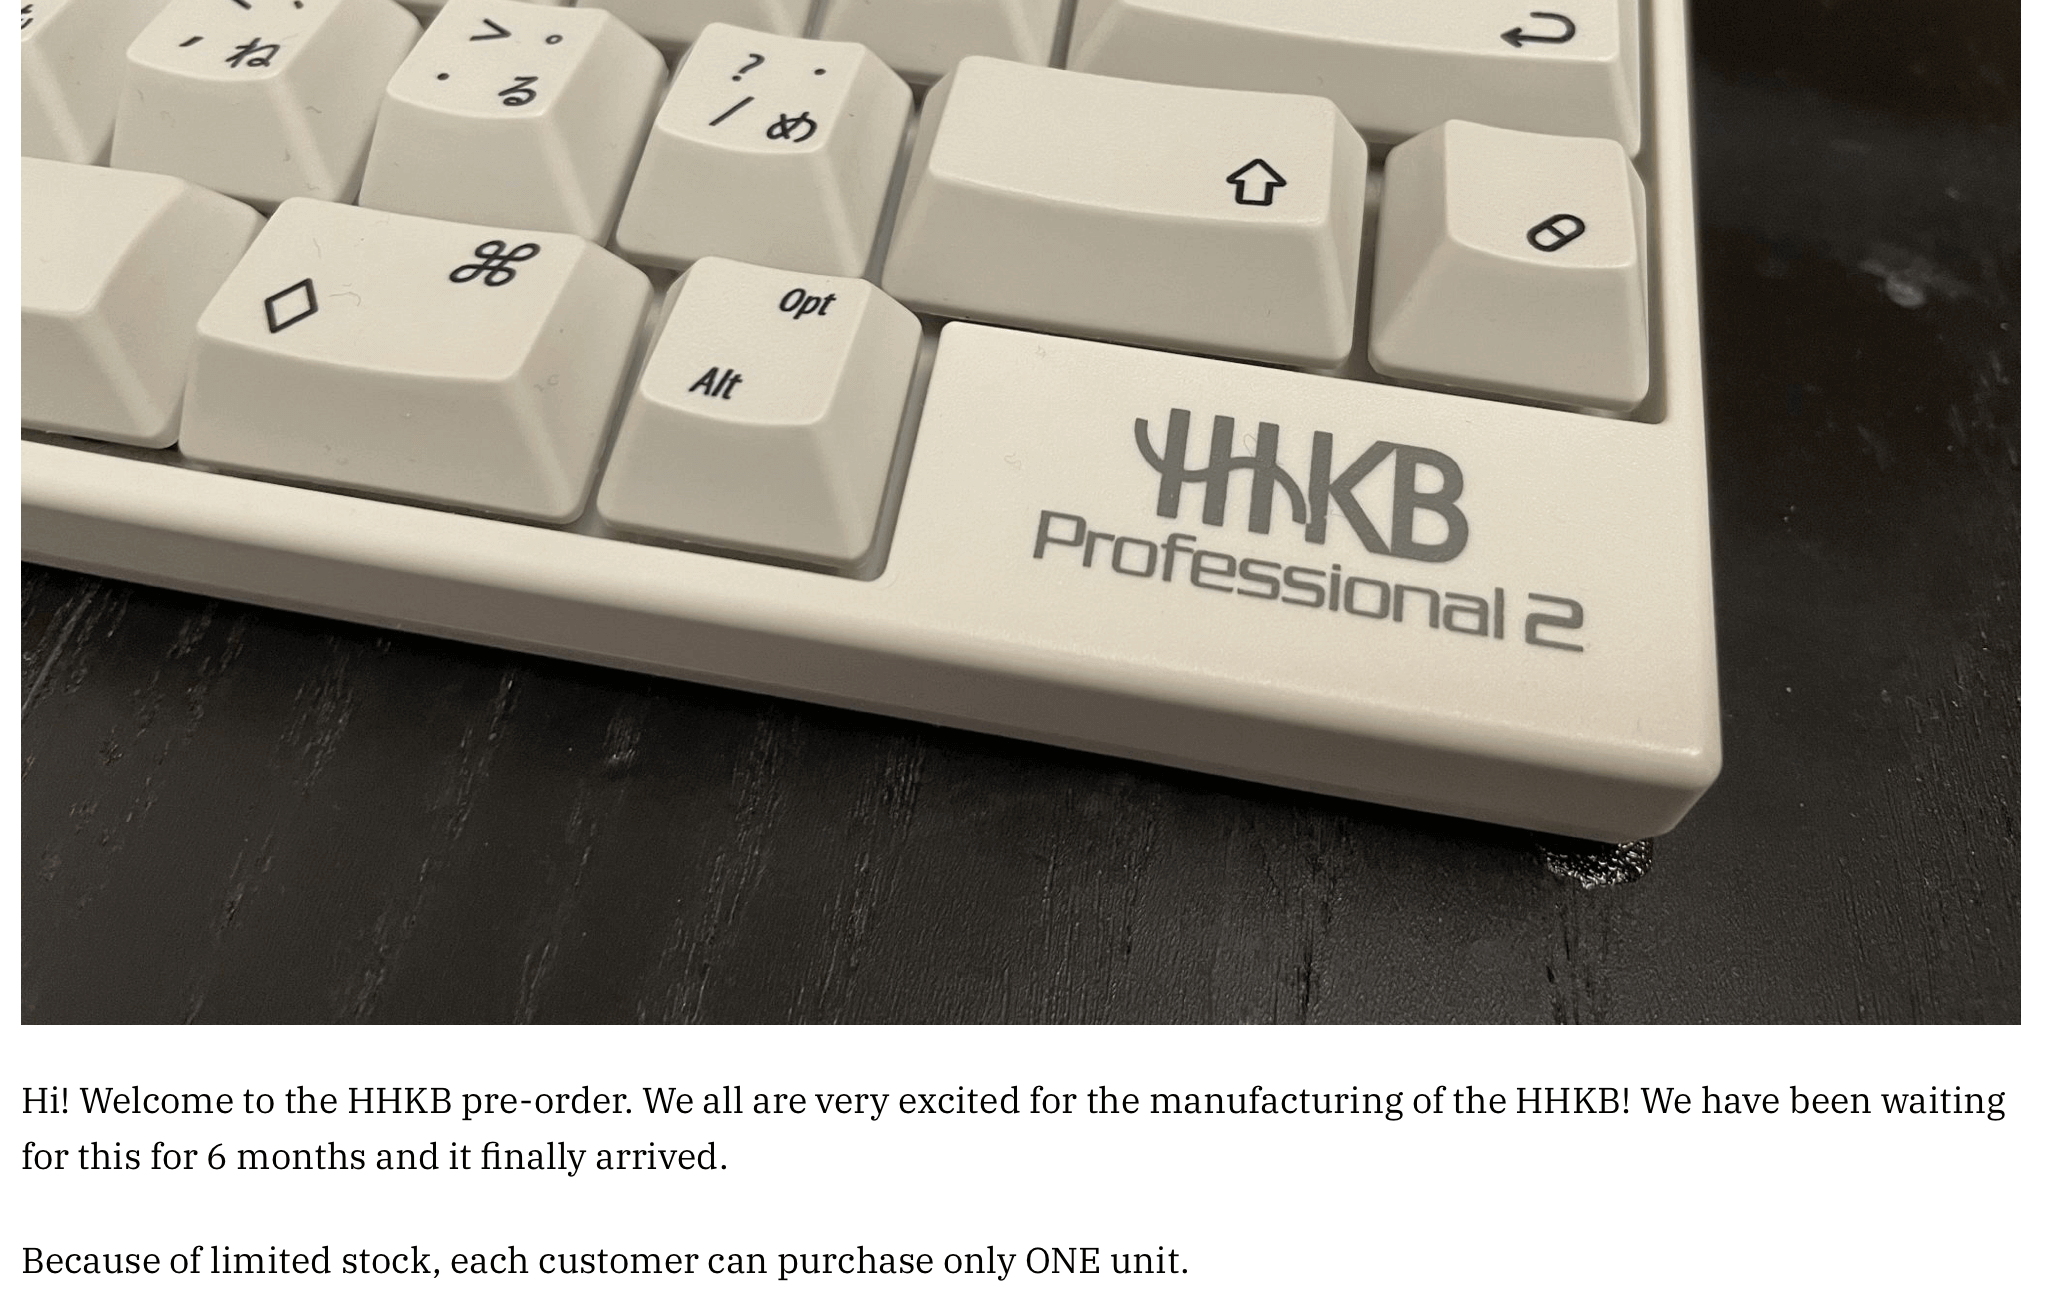 , ね
> 。
. る
? ・
/ め
⌘
Opt
Alt
HHKB
Professional 2
Hi! Welcome to the HHKB pre-order. We all are very excited for the manufacturing of the HHKB! We have been waiting
for this for 6 months and it finally arrived.
Because of limited stock, each customer can purchase only ONE unit.